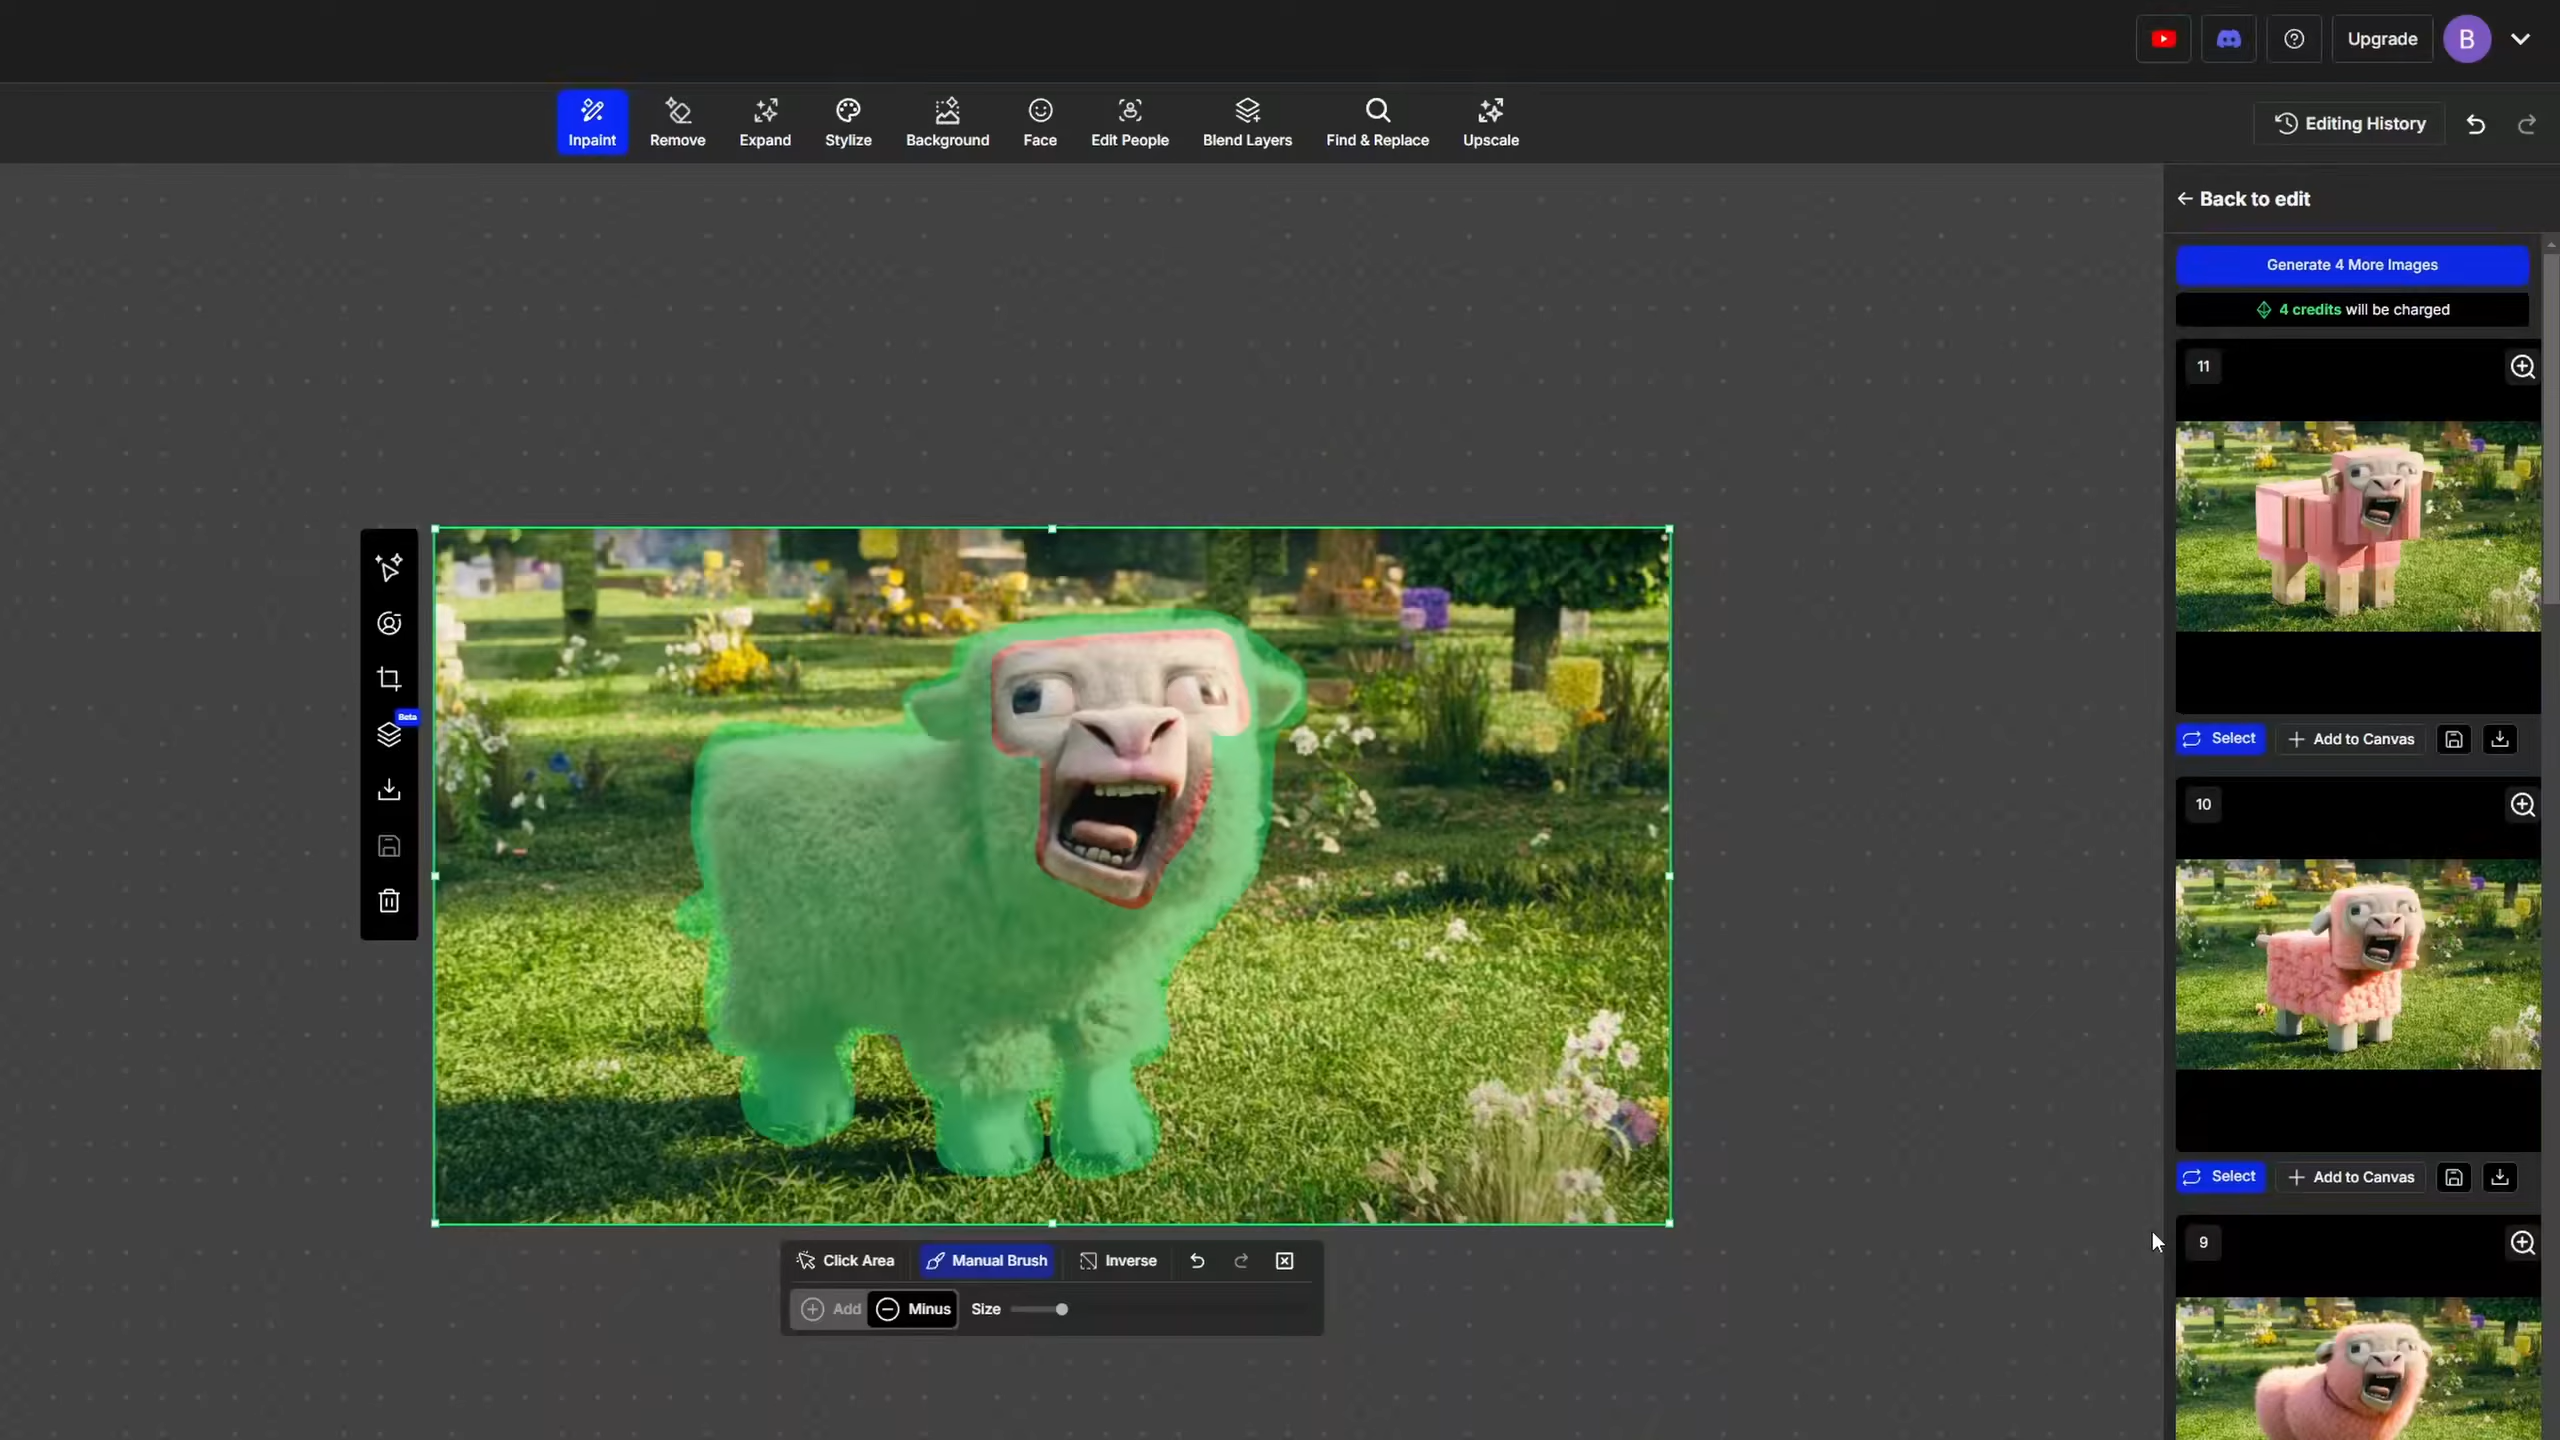 Upgrade
B
Inpaint
Remove
Expand
Stylize
Background
Face
Edit People
Blend Layers
Find & Replace
Upscale
Editing History
Back to edit
Generate 4 More Images
4 credits will be charged
11
Select
Add to Canvas
10
Select
Add to Canvas
9
Beta
Click Area
Manual Brush
Inverse
Add
Minus
Size